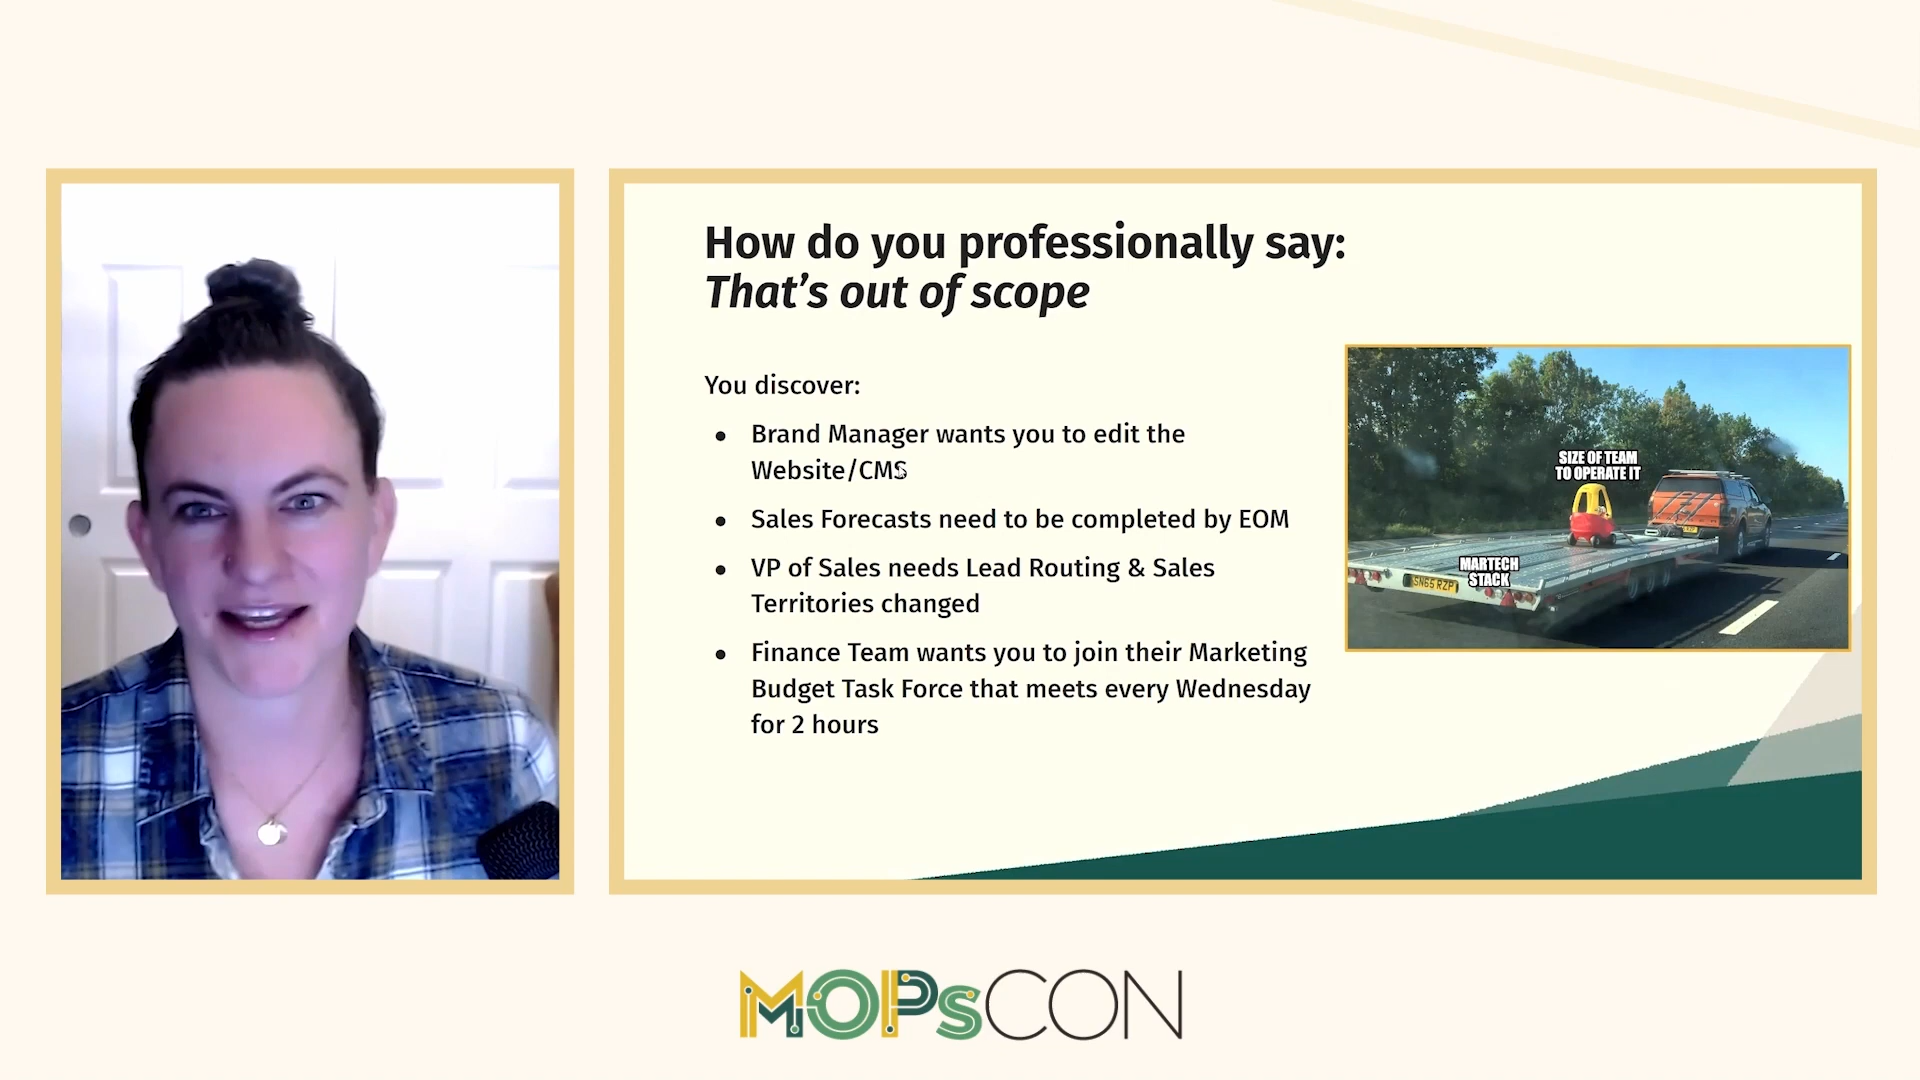 How do you professionally say:
That's out of scope
You discover:
● Brand Manager wants you to edit the
Website/CMS
● Sales Forecasts need to be completed by EOM
● VP of Sales needs Lead Routing & Sales
Territories changed
● Finance Team wants you to join their Marketing
Budget Task Force that meets every Wednesday
for 2 hours
SIZE OF TEAM
TO OPERATE IT
MARTECH
STACK
SN65 RZP
MOPsCON